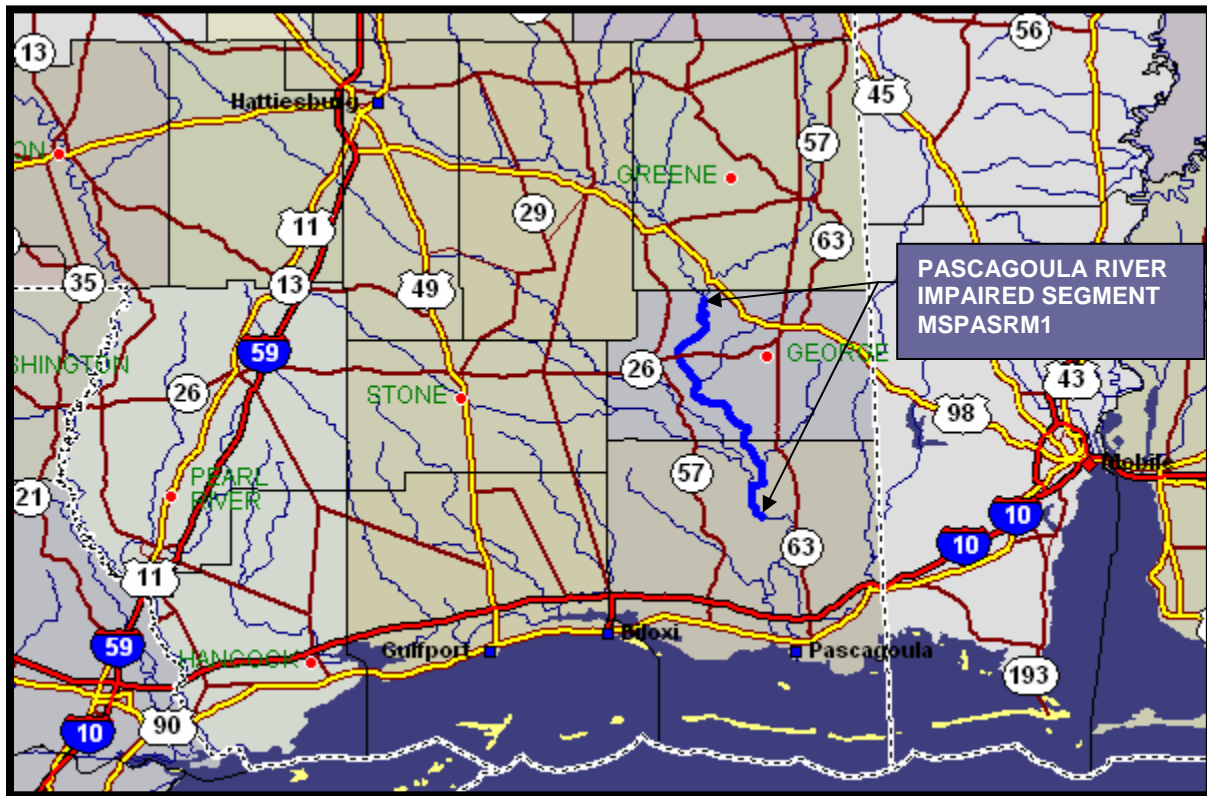 13
56
45
Hattiesburg
57
ON
GREENE
29
11
63
PASCAGOULA RIVER
IMPAIRED SEGMENT
MSPASRM1
35
13
49
59
GEORGE
SHINGTON
26
26
STONE
43
98
57
Mobile
PEARL
RIVER
21
10
63
10
11
59
Biloxi
HANCOCK
Gulfport
Pascagoula
193
90
10